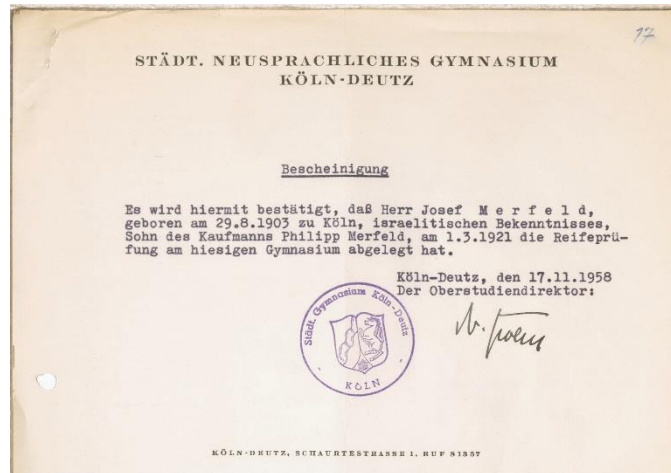 17
STÄDT. NEUSPRACHLICHES GYMNASIUM
KÖLN-DEUTZ
Bescheinigung
Es wird hiermit bestätigt, daß Herr Josef M e r f e l d,
geboren am 29.8.1903 zu Köln, israelitischen Bekenntnisses,
Sohn des Kaufmanns Philipp Merfeld, am 1.3.1921 die Reifeprü-
fung am hiesigen Gymnasium abgelegt hat.
Köln-Deutz, den 17.11.1958
Der Oberstudiendirektor:
Städt. Gymnasium Köln-Deutz
KÖLN
KÖLN-DEUTZ, SCHAURTESTRASSE 1, RUF 81357